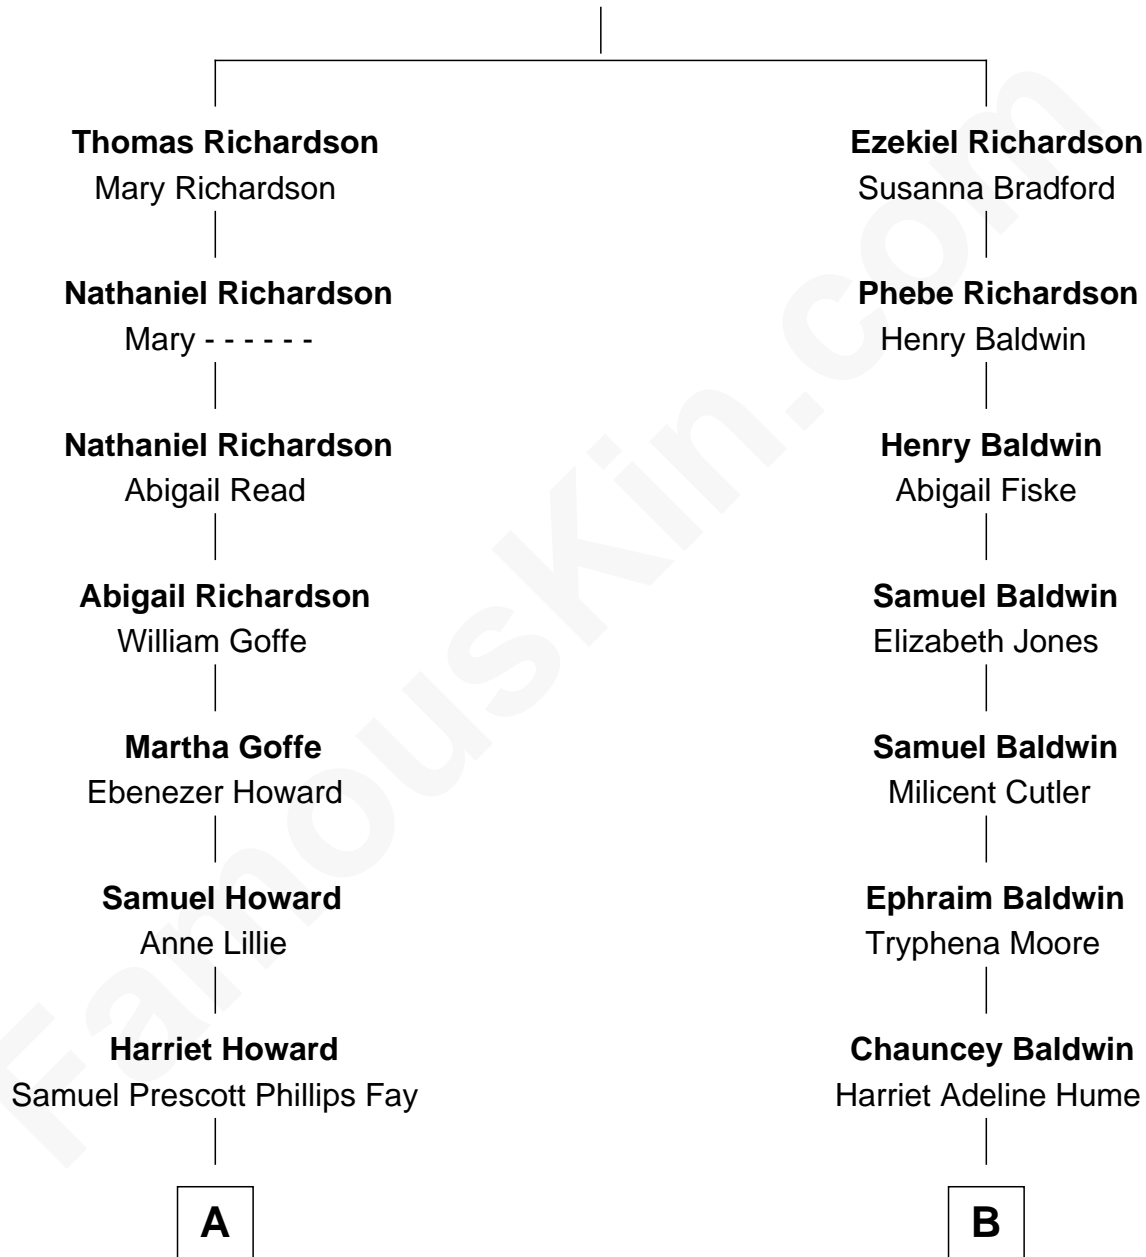 Thomas Richardson
Mary Richardson
Nathaniel Richardson
Mary - - - - - -
Nathaniel Richardson
Abigail Read
Abigail Richardson
William Goffe
Martha Goffe
Ebenezer Howard
Samuel Howard
Anne Lillie
Harriet Howard
Samuel Prescott Phillips Fay
A
Ezekiel Richardson
Susanna Bradford
Phebe Richardson
Henry Baldwin
Henry Baldwin
Abigail Fiske
Samuel Baldwin
Elizabeth Jones
Samuel Baldwin
Milicent Cutler
Ephraim Baldwin
Tryphena Moore
Chauncey Baldwin
Harriet Adeline Hume
B
FamousKin.com